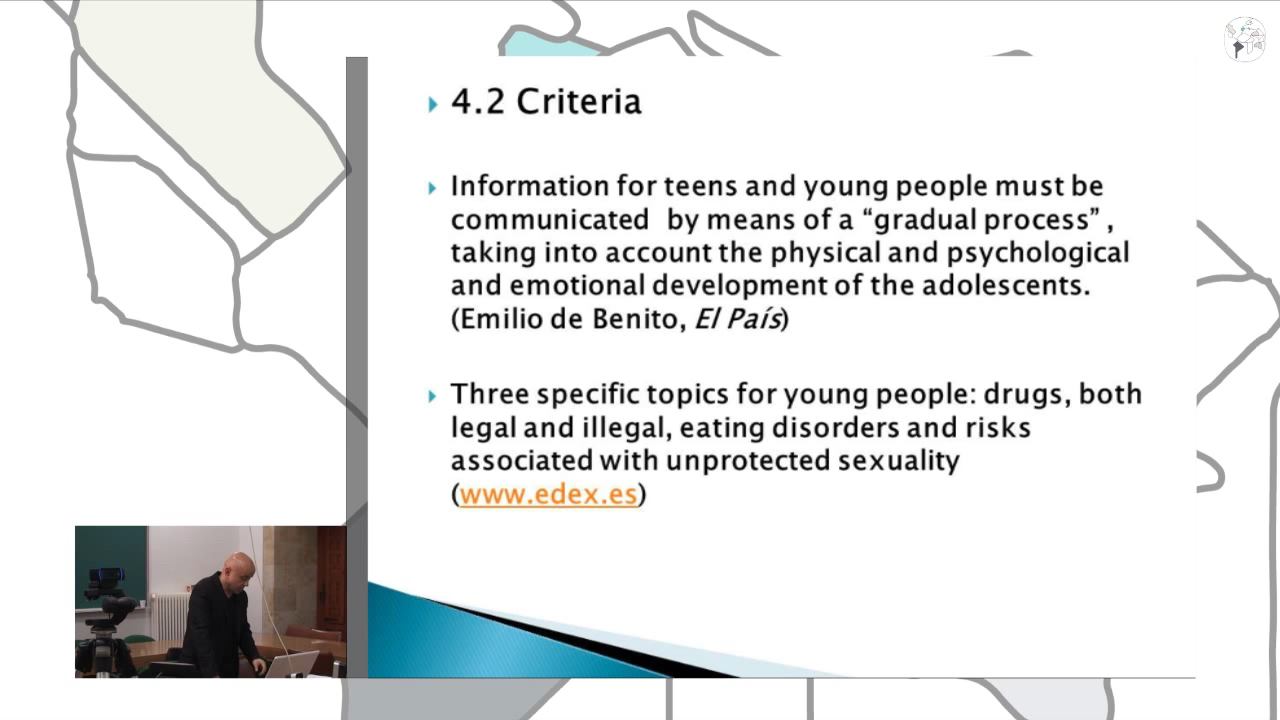 4.2 Criteria
Information for teens and young people must be
communicated by means of a “gradual process” ,
taking into account the physical and psychological
and emotional development of the adolescents.
(Emilio de Benito, El País)
Three specific topics for young people: drugs, both
legal and illegal, eating disorders and risks
associated with unprotected sexuality
(www.edex.es)